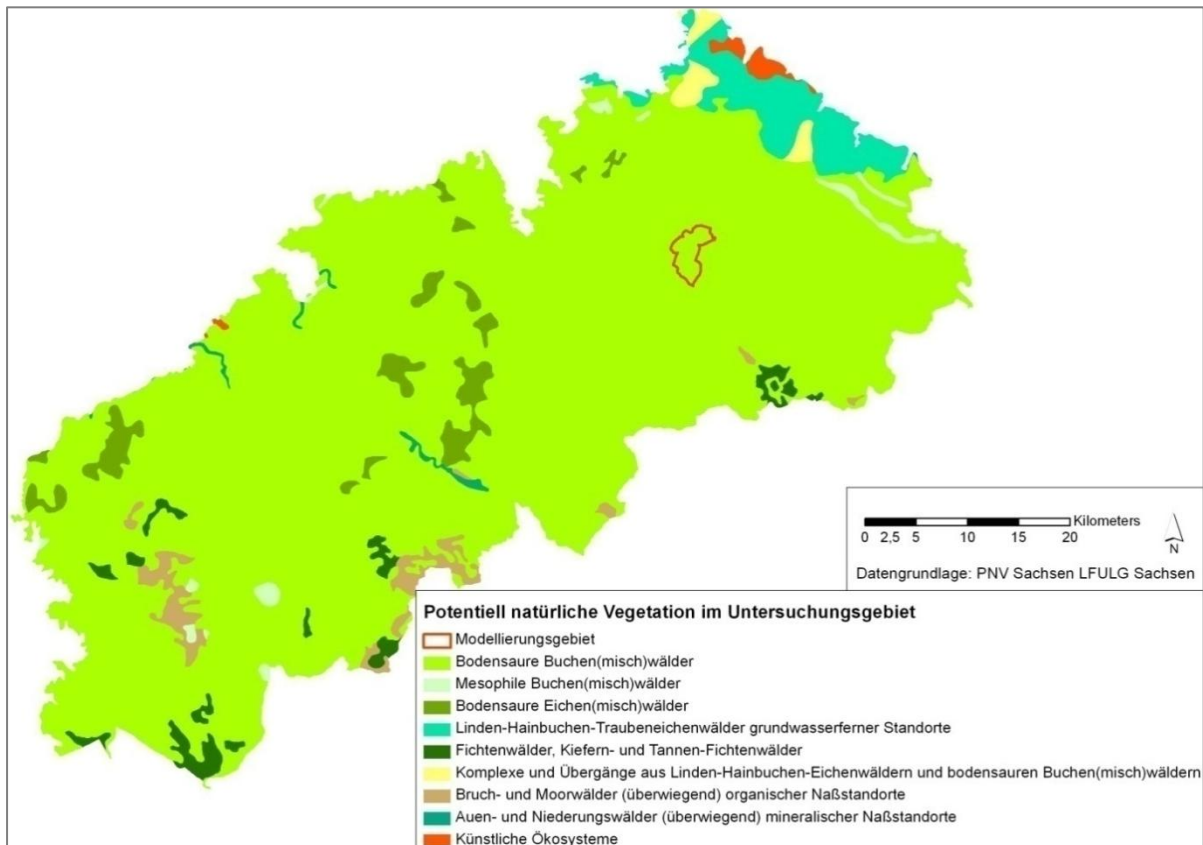 Kilometers
0 2,5 5 10 15 20
N
Datengrundlage: PNV Sachsen LFULG Sachsen
Potentiell natürliche Vegetation im Untersuchungsgebiet
Modellierungsgebiet
Bodensaure Buchen(misch)wälder
Mesophile Buchen(misch)wälder
Bodensaure Eichen(misch)wälder
Linden-Hainbuchen-Traubeneichenwälder grundwasserferner Standorte
Fichtenwälder, Kiefern- und Tannen-Fichtenwälder
Komplexe und Übergänge aus Linden-Hainbuchen-Eichenwäldern und bodensauren Buchen(misch)wäldern
Bruch- und Moorwälder (überwiegend) organischer Naßstandorte
Auen- und Niederungswälder (überwiegend) mineralischer Naßstandorte
Künstliche Ökosysteme